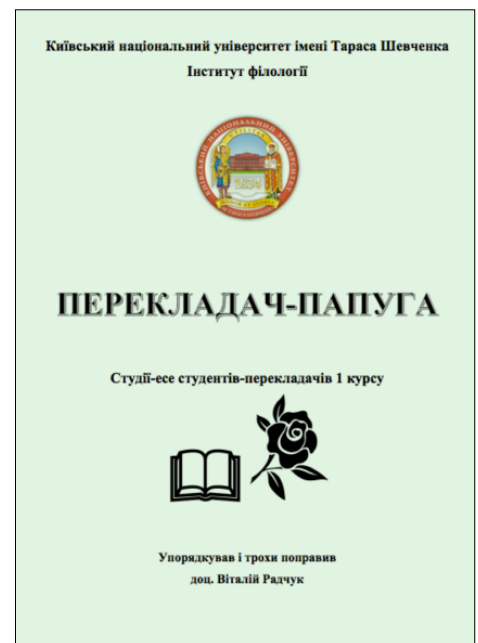 Київський національний університет імені Тараса Шевченка
Інститут філології
1834
ПЕРЕКЛАДАЧ-ПАПУГА
Студії-есе студентів-перекладачів 1 курсу
Упорядкував і трохи поправив
доц. Віталій Радчук